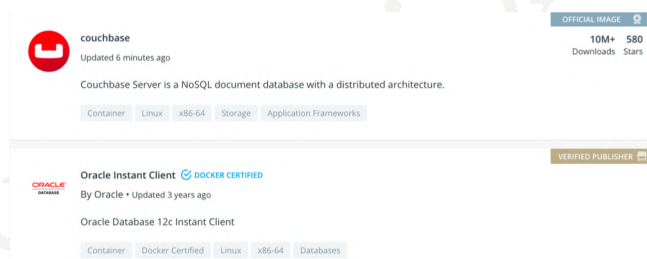 OFFICIAL IMAGE
couchbase
10M+ 580
Updated 6 minutes ago
Downloads Stars
Couchbase Server is a NoSQL document database with a distributed architecture.
Container Linux x86-64 Storage Application Frameworks
VERIFIED PUBLISHER
Oracle Instant Client DOCKER CERTIFIED
ORACLE
DATABASE
By Oracle • Updated 3 years ago
Oracle Database 12c Instant Client
Container Docker Certified Linux x86-64 Databases